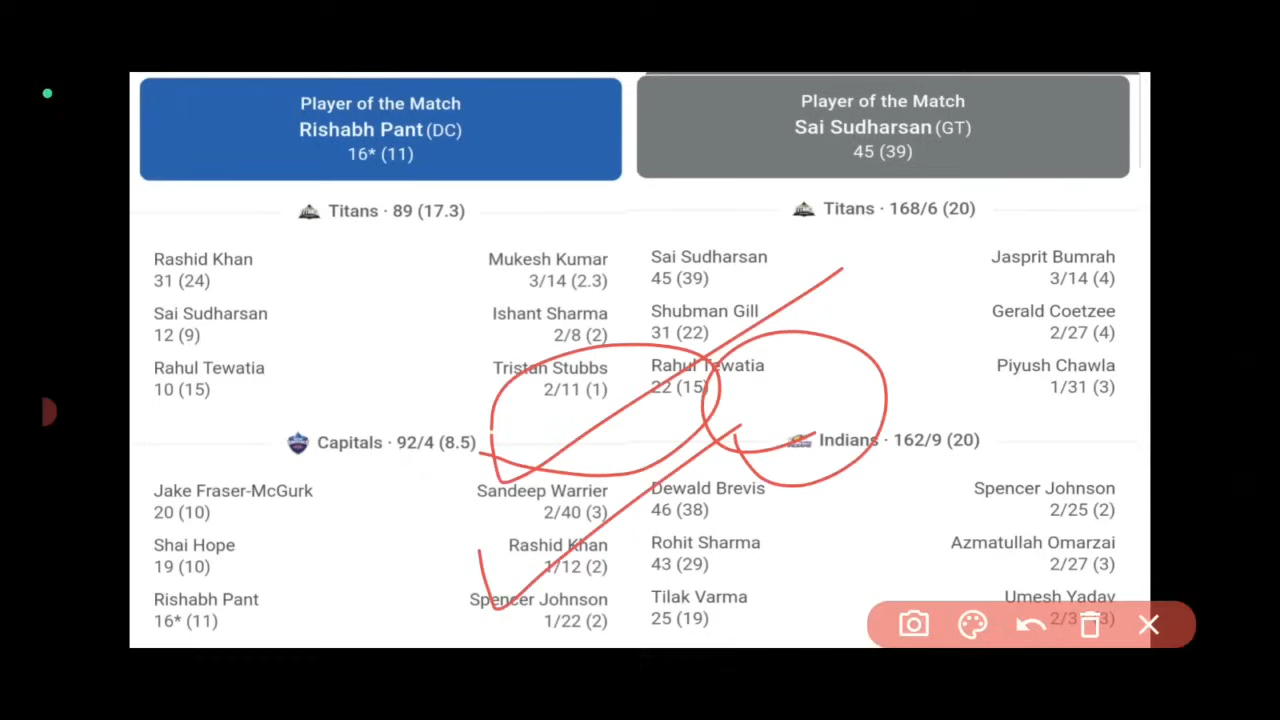 Player of the Match
Rishabh Pant (DC)
16* (11)
Titans · 89 (17.3)
Rashid Khan
31 (24)
Mukesh Kumar
3/14 (2.3)
Sai Sudharsan
12 (9)
Ishant Sharma
2/8 (2)
Rahul Tewatia
10 (15)
Tristan Stubbs
2/11 (1)
Capitals · 92/4 (8.5)
Jake Fraser-McGurk
20 (10)
Sandeep Warrier
2/40 (3)
Shai Hope
19 (10)
Rashid Khan
1/12 (2)
Rishabh Pant
16* (11)
Spencer Johnson
1/22 (2)
Player of the Match
Sai Sudharsan (GT)
45 (39)
Titans · 168/6 (20)
Sai Sudharsan
45 (39)
Jasprit Bumrah
3/14 (4)
Shubman Gill
31 (22)
Gerald Coetzee
2/27 (4)
Rahul Tewatia
22 (15)
Piyush Chawla
1/31 (3)
Indians · 162/9 (20)
Dewald Brevis
46 (38)
Spencer Johnson
2/25 (2)
Rohit Sharma
43 (29)
Azmatullah Omarzai
2/27 (3)
Tilak Varma
25 (19)
Umesh Yadav